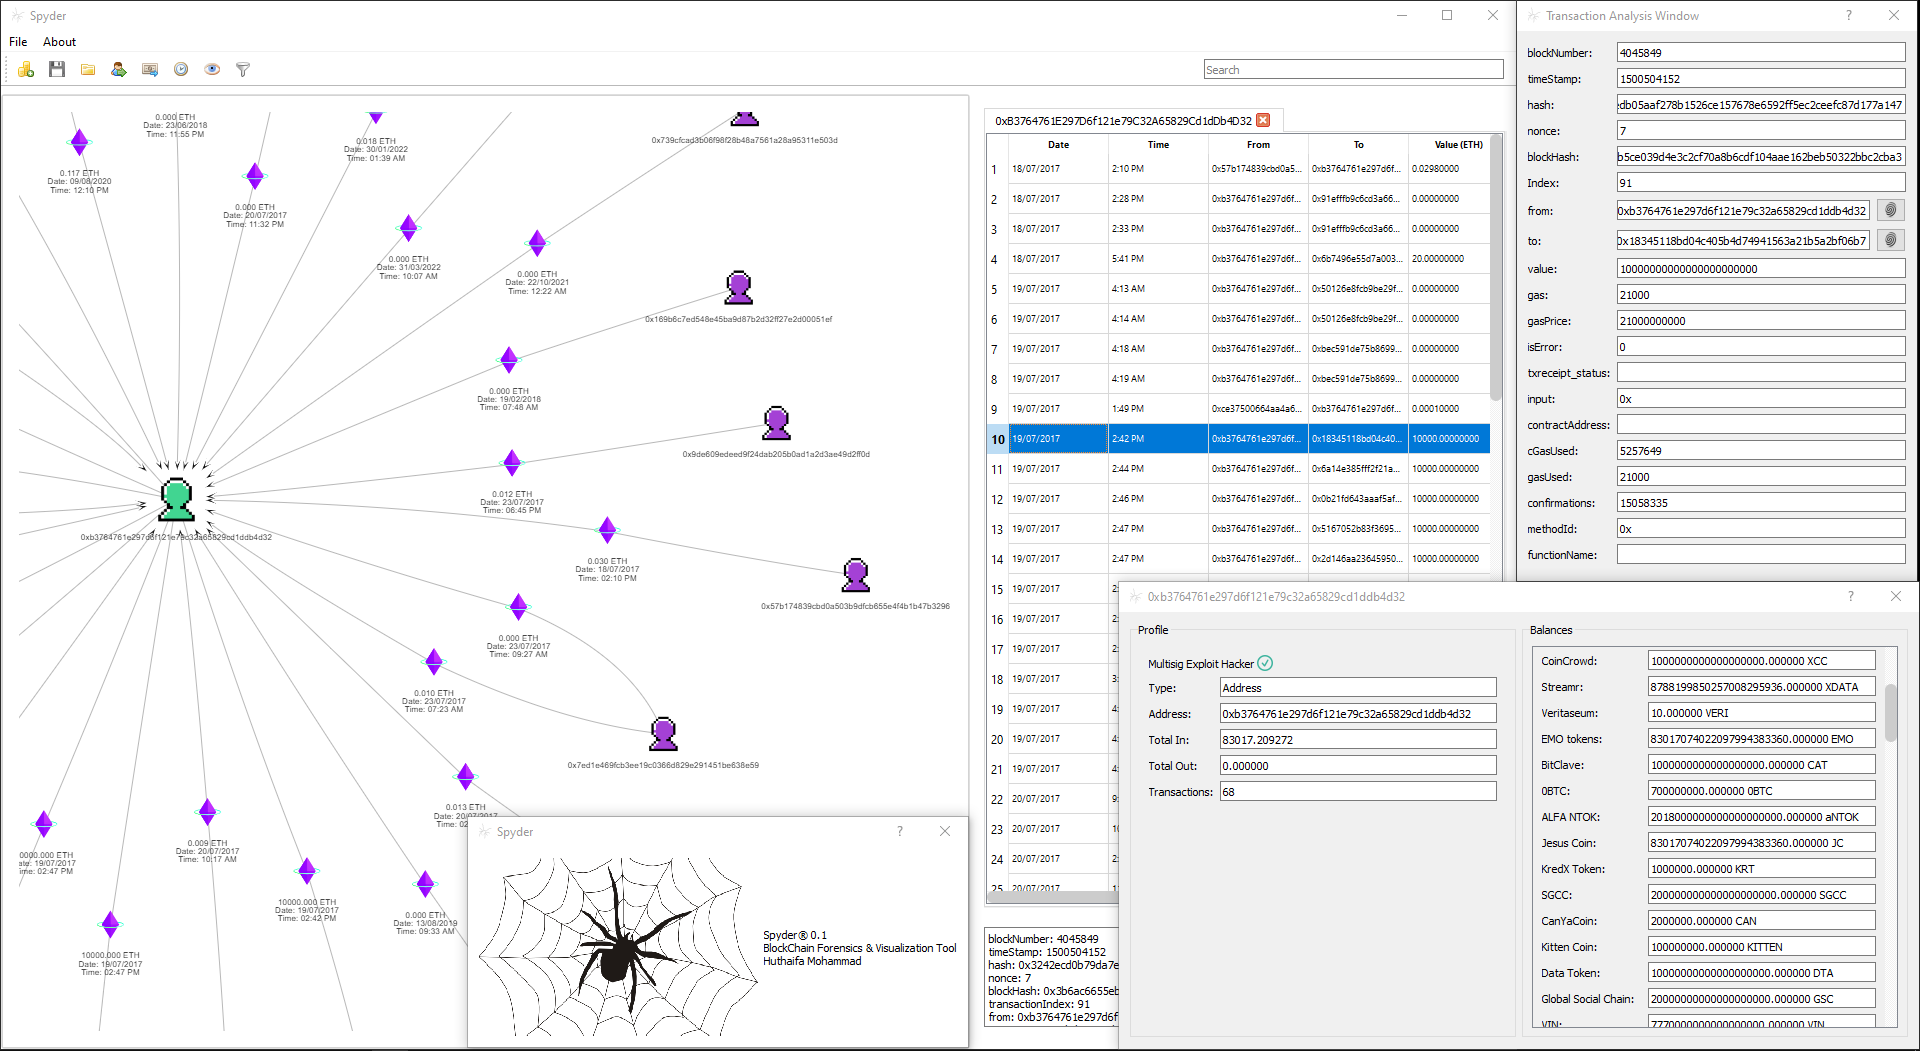 Spyder
File About
Search
0.000 ETH
Date: 23/06/2018
11:55 PM
0.117 ETH
Date: 09/08/2020
Time: 12:10 PM
0.000 ETH
Date: 20/07/2017
Time: 11:32 PM
0.018 ETH
Date: 30/01/2022
Time: 01:39 AM
0.000 ETH
Date: 31/03/2022
Time: 10:07 AM
0.000 ETH
Date: 22/10/2021
Time: 12:22 AM
0x739cfcad3b06f98f28b48a7561a28a95311e503d
0x169b6c7ed548e45ba9d87b2d32ff27e2d00051ef
0.000 ETH
Date: 19/02/2018
Time: 07:48 AM
0x9de609edeed9f24dab205b0ad1a2d3ae49d2ff0d
0.012 ETH
Date: 23/07/2017
Time: 06:45 PM
0xb3764761e297d6f121e79c32a65829cd1ddb4d32
0.030 ETH
Date: 18/07/2017
Time: 02:10 PM
0x57b174839cbd0a503b9dfcb655e4f4b1b47b3296
0.000 ETH
Date: 23/07/2017
Time: 09:27 AM
0.010 ETH
Date: 23/07/2017
Time: 07:23 AM
0x7ed1e469fcb3ee19c0366d829e291451be638e59
0.013 ETH
Date: 20/07/2017
0000.000 ETH
ate: 19/07/2017
ime: 02:47 PM
0.009 ETH
Date: 20/07/2017
Time: 10:17 AM
10000.000 ETH
Date: 19/07/2017
Time: 02:42 PM
0.000 ETH
Date: 13/08/2019
Time: 09:33 AM
10000.000 ETH
Date: 19/07/2017
Time: 02:47 PM
Spyder
Spyder® 0.1
BlockChain Forensics & Visualization Tool
Huthaifa Mohammad
0xB3764761E297D6f121e79C32A65829Cd1dDb4D32
Date Time From To Value (ETH)
1 18/07/2017 2:10 PM 0x57b174839cbd0a5... 0xb3764761e297d6f... 0.02980000
2 18/07/2017 2:28 PM 0xb3764761e297d6f... 0x91efffb9c6cd3a66... 0.00000000
3 18/07/2017 2:33 PM 0xb3764761e297d6f... 0x91efffb9c6cd3a66... 0.00000000
4 18/07/2017 5:41 PM 0xb3764761e297d6f... 0x6b7496e55d7a003... 20.00000000
5 19/07/2017 4:13 AM 0xb3764761e297d6f... 0x50126e8fcb9be29f... 0.00000000
6 19/07/2017 4:14 AM 0xb3764761e297d6f... 0x50126e8fcb9be29f... 0.00000000
7 19/07/2017 4:18 AM 0xb3764761e297d6f... 0xbec591de75b8699... 0.00000000
8 19/07/2017 4:19 AM 0xb3764761e297d6f... 0xbec591de75b8699... 0.00000000
9 19/07/2017 1:49 PM 0xce37500664aa4a6... 0xb3764761e297d6f... 0.00010000
10 19/07/2017 2:42 PM 0xb3764761e297d6f... 0x18345118bd04c40... 10000.00000000
11 19/07/2017 2:44 PM 0xb3764761e297d6f... 0x6a14e385fff2f21a... 10000.00000000
12 19/07/2017 2:46 PM 0xb3764761e297d6f... 0x0b21fd643aaaf5af... 10000.00000000
13 19/07/2017 2:47 PM 0xb3764761e297d6f... 0x5167052b83f3695... 10000.00000000
14 19/07/2017 2:47 PM 0xb3764761e297d6f... 0x2d146aa23645950... 10000.00000000
15 19/07/2017 2:
16 19/07/2017 2:
17 19/07/2017 2:
18 19/07/2017 3:
19 19/07/2017 4:
20 19/07/2017 4:
21 19/07/2017 4:
22 20/07/2017 9:
23 20/07/2017 10
24 20/07/2017 2:
25 20/07/2017
blockNumber: 4045849
timeStamp: 1500504152
hash: 0x3242ecd0b79da7e
nonce: 7
blockHash: 0x3b6ac6655eb
transactionIndex: 91
from: 0xb3764761e297d6f
Transaction Analysis Window
blockNumber: 4045849
timeStamp: 1500504152
hash: db05aaf278b1526ce157678e6592ff5ec2ceefc87d177a147
nonce: 7
blockHash: b5ce039d4e3c2cf70a8b6cdf104aae162beb50322bbc2cba3
Index: 91
from: 0xb3764761e297d6f121e79c32a65829cd1ddb4d32
to: 0x18345118bd04c405b4d74941563a21b5a2bf06b7
value: 10000000000000000000000
gas: 21000
gasPrice: 21000000000
isError: 0
txreceipt_status:
input: 0x
contractAddress:
cGasUsed: 5257649
gasUsed: 21000
confirmations: 15058335
methodId: 0x
functionName:
0xb3764761e297d6f121e79c32a65829cd1ddb4d32
Profile
Multisig Exploit Hacker
Type: Address
Address: 0xb3764761e297d6f121e79c32a65829cd1ddb4d32
Total In: 83017.209272
Total Out: 0.000000
Transactions: 68
Balances
CoinCrowd: 1000000000000000000.000000 XCC
Streamr: 8788199850257008295936.000000 XDATA
Veritaseum: 10.000000 VERI
EMO tokens: 83017074022097994383360.000000 EMO
BitClave: 1000000000000000000.000000 CAT
0BTC: 700000000.000000 0BTC
ALFA NTOK: 2018000000000000000000.000000 aNTOK
Jesus Coin: 83017074022097994383360.000000 JC
KredX Token: 1000000.000000 KRT
SGCC: 20000000000000000000.000000 SGCC
CanYaCoin: 2000000.000000 CAN
Kitten Coin: 100000000.000000 KITTEN
Data Token: 10000000000000000000.000000 DTA
Global Social Chain: 20000000000000000000.000000 GSC
VIN: 777000000000000000000.000000 VIN